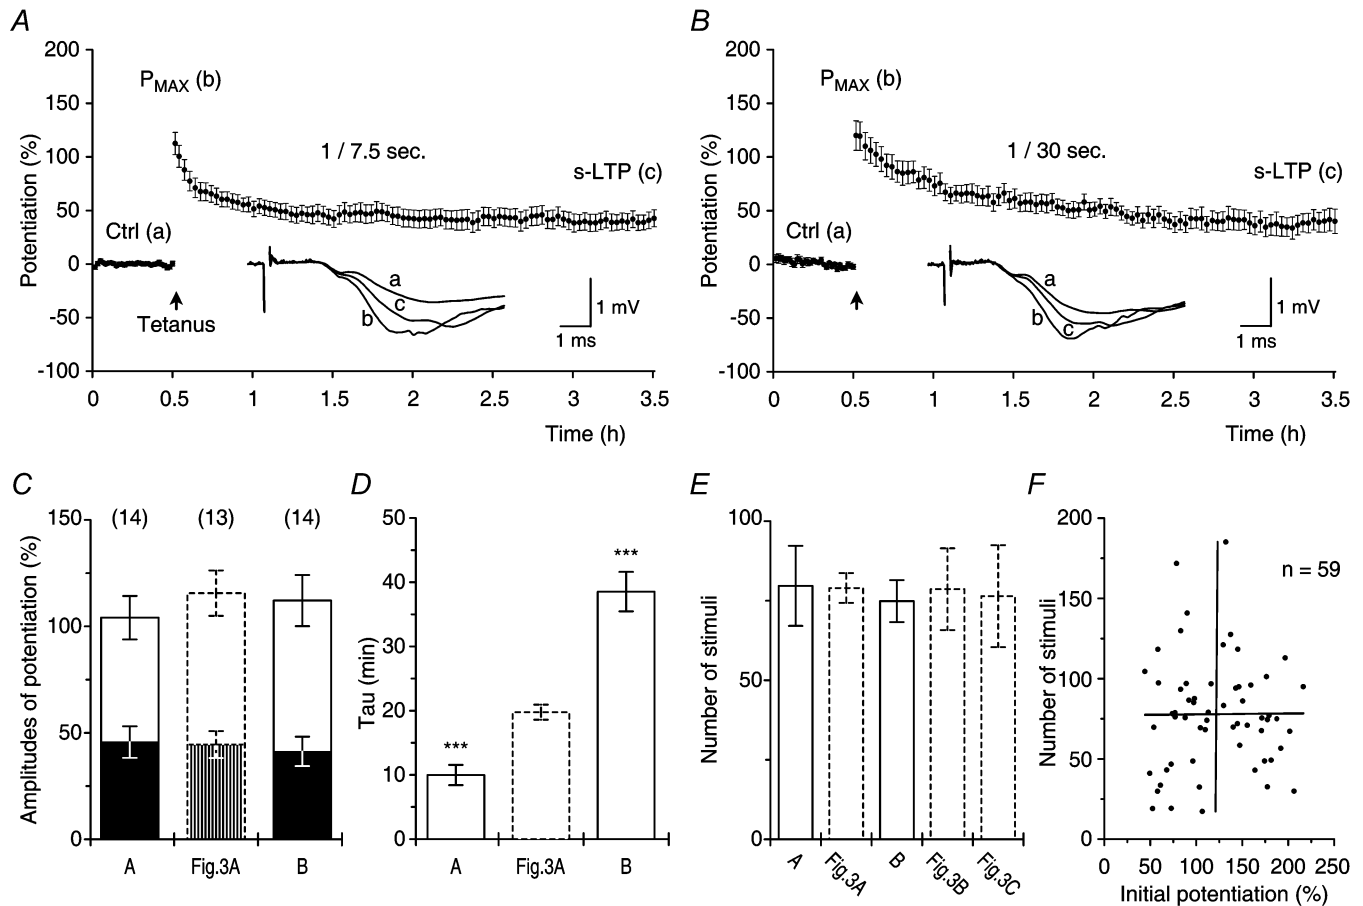 A
200
150
100
50
0
-50
-100
Potentiation (%)
PMAX (b)
1 / 7.5 sec.
s-LTP (c)
Ctrl (a)
Tetanus
a
c
b
1 mV
1 ms
0 0.5 1 1.5 2 2.5 3 3.5
Time (h)
B
200
150
100
50
0
-50
-100
Potentiation (%)
PMAX (b)
1 / 30 sec.
s-LTP (c)
Ctrl (a)
a
b
c
1 mV
1 ms
0 0.5 1 1.5 2 2.5 3 3.5
Time (h)
C
Amplitudes of potentiation (%)
150
100
50
0
(14) (13) (14)
A Fig.3A B
D
Tau (min)
50
40
30
20
10
0
***
***
A Fig.3A B
E
Number of stimuli
100
50
0
A Fig.3A B Fig.3B Fig.3C
F
Number of stimuli
200
150
100
50
0
n = 59
0 50 100 150 200 250
Initial potentiation (%)